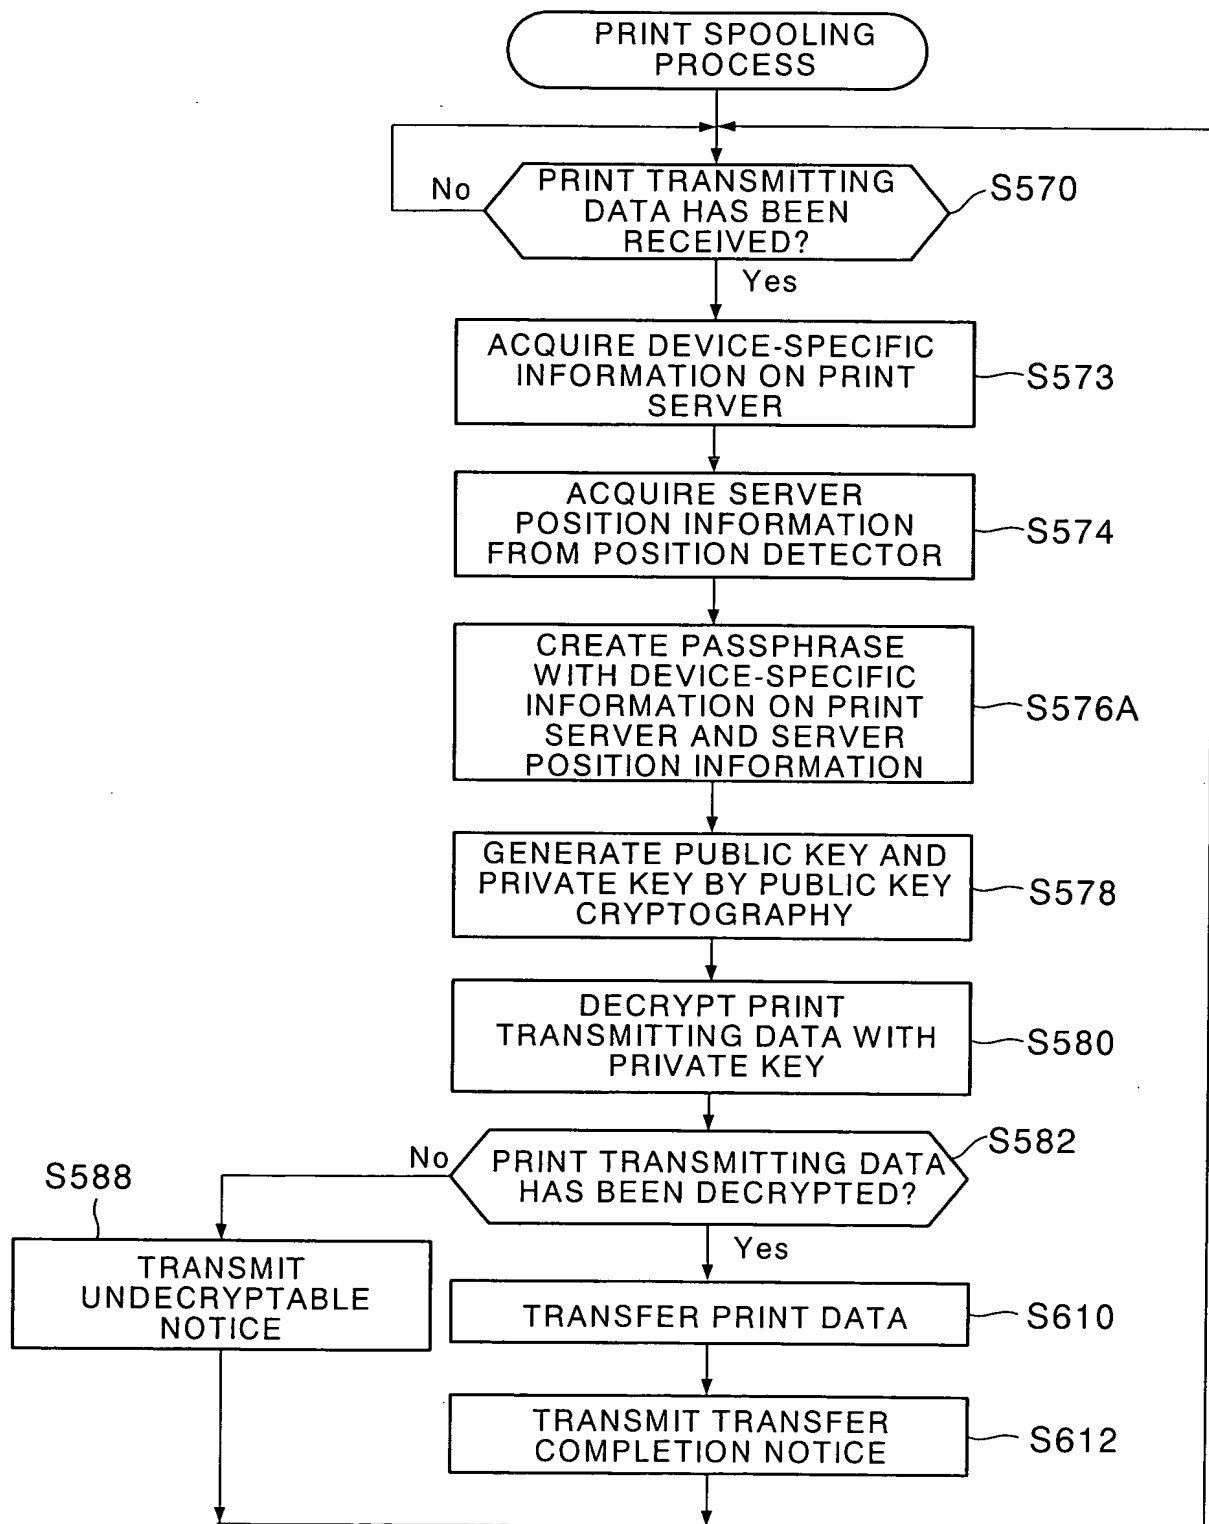 PRINT SPOOLING
PROCESS
No
PRINT TRANSMITTING
DATA HAS BEEN
RECEIVED?
S570
Yes
ACQUIRE DEVICE-SPECIFIC
INFORMATION ON PRINT
SERVER
S573
ACQUIRE SERVER
POSITION INFORMATION
FROM POSITION DETECTOR
S574
CREATE PASSPHRASE
WITH DEVICE-SPECIFIC
INFORMATION ON PRINT
SERVER AND SERVER
POSITION INFORMATION
S576A
GENERATE PUBLIC KEY AND
PRIVATE KEY BY PUBLIC KEY
CRYPTOGRAPHY
S578
DECRYPT PRINT
TRANSMITTING DATA WITH
PRIVATE KEY
S580
No
PRINT TRANSMITTING DATA
HAS BEEN DECRYPTED?
S582
S588
Yes
TRANSMIT
UNDECRYPTABLE
NOTICE
TRANSFER PRINT DATA
S610
TRANSMIT TRANSFER
COMPLETION NOTICE
S612